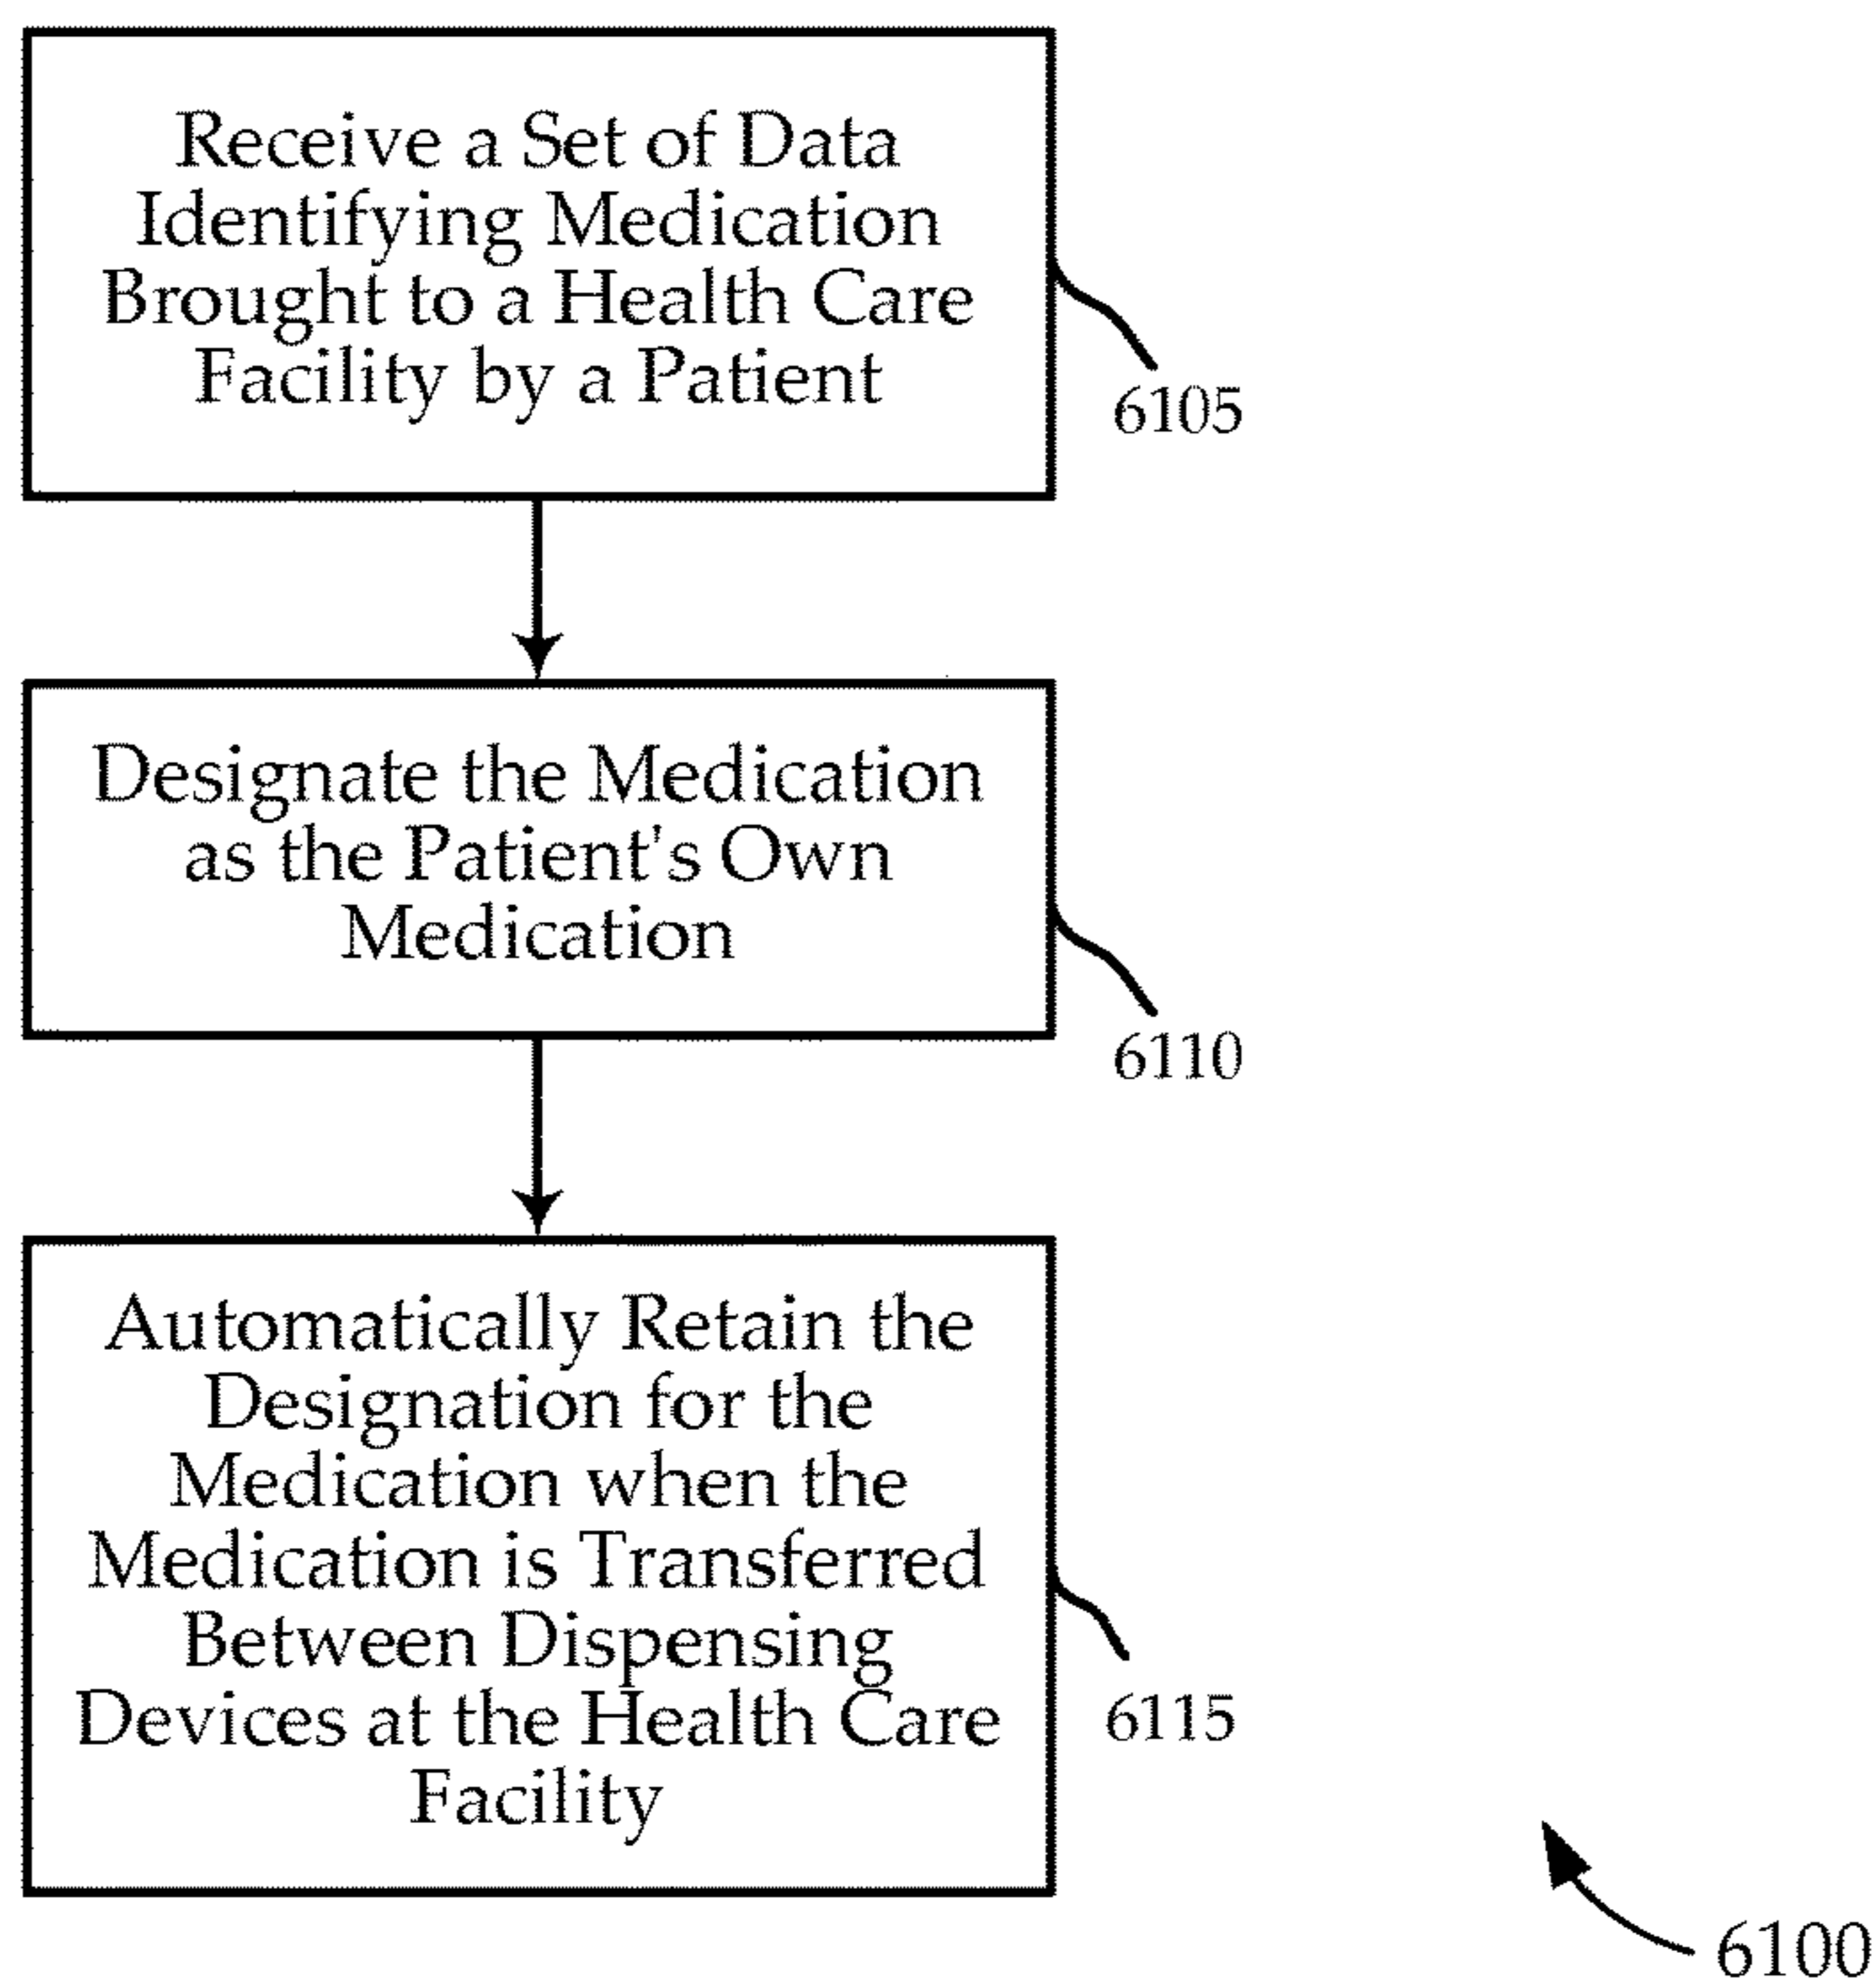 Receive a Set of Data
Identifying Medication
Brought to a Health Care
Facility by a Patient
6105
Designate the Medication
as the Patient's Own
Medication
6110
Automatically Retain the
Designation for the
Medication when the
Medication is Transferred
Between Dispensing
Devices at the Health Care
Facility
6115
6100